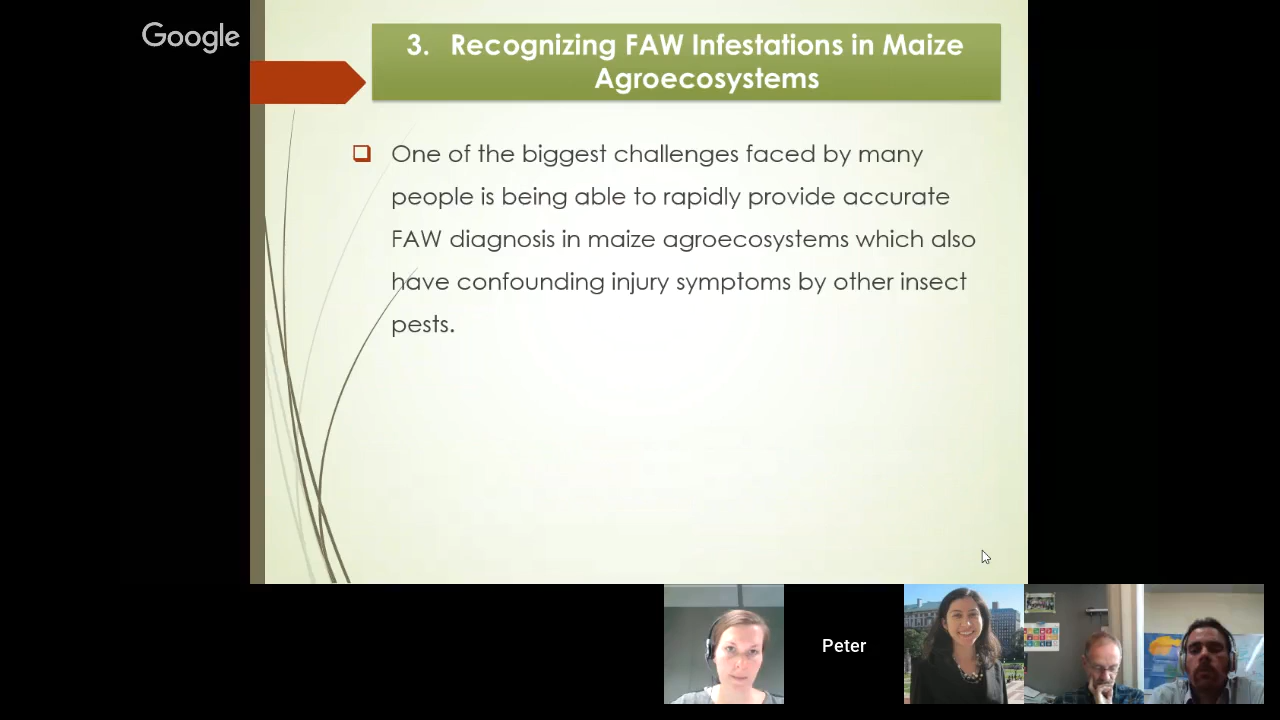 Google
3. Recognizing FAW Infestations in Maize
Agroecosystems
One of the biggest challenges faced by many
people is being able to rapidly provide accurate
FAW diagnosis in maize agroecosystems which also
have confounding injury symptoms by other insect
pests.
Peter